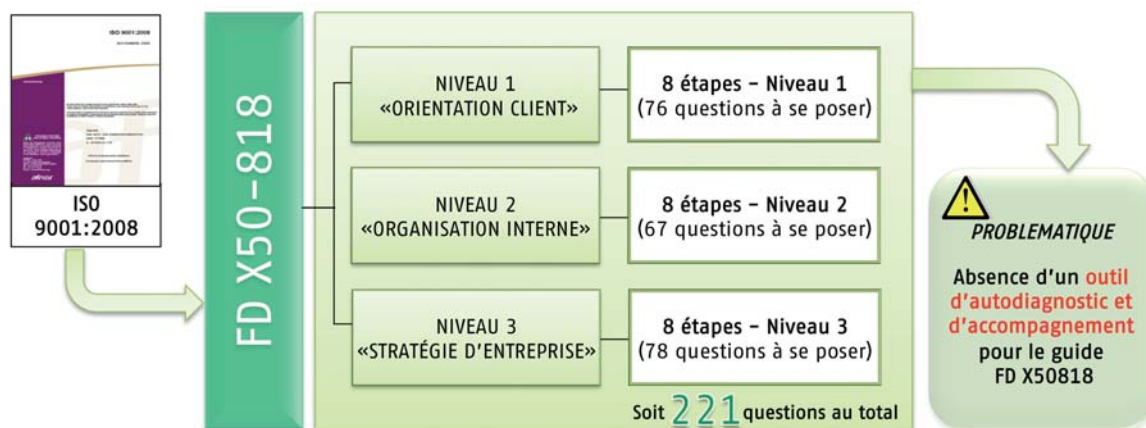 ISO 9001:2008
ISO
9001:2008
FD X50-818
NIVEAU 1
«ORIENTATION CLIENT»
8 étapes – Niveau 1
(76 questions à se poser)
NIVEAU 2
«ORGANISATION INTERNE»
8 étapes – Niveau 2
(67 questions à se poser)
NIVEAU 3
«STRATÉGIE D'ENTREPRISE»
8 étapes – Niveau 3
(78 questions à se poser)
Soit 221 questions au total
PROBLEMATIQUE
Absence d'un outil
d'autodiagnostic et
d'accompagnement
pour le guide
FD X50818